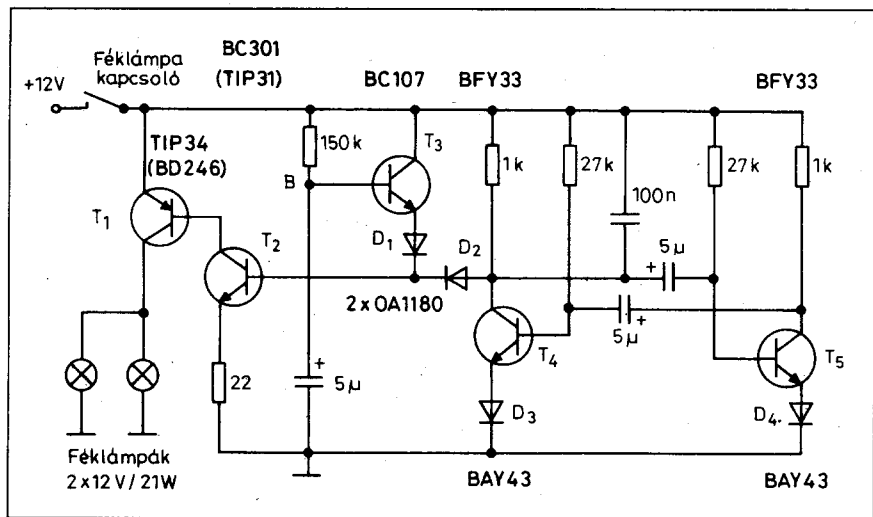 BC301
(TIP31)
BC107
BFY33
BFY33
Féklámpa
kapcsoló
+12V
TIP34
(BD246)
150k
T3
1k
27k
100n
27k
1k
B
T1
T2
D1
D2
5µ
+
2xOA1180
5µ
+
T4
T5
22
+
5µ
D3
D4.
Féklámpák
2x12V/21W
BAY43
BAY43